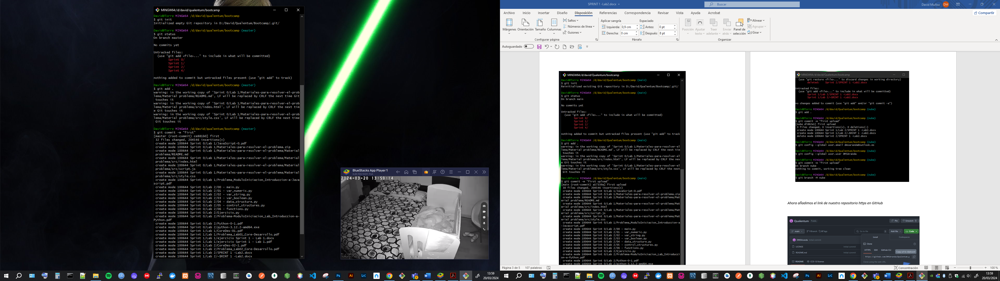 MINGW64:/d/david/qualentum/bootcamp
David@Torre MINGW64 /d/david/qualentum/bootcamp
$ git init
Initialized empty Git repository in D:/David/Qualentum/Bootcamp/.git/
David@Torre MINGW64 /d/david/qualentum/bootcamp (master)
$ git status
On branch master
No commits yet
Untracked files:
(use "git add <file>..." to include in what will be committed)
Sprint 0/
Sprint 1/
Sprint 2/
Sprint 4/
nothing added to commit but untracked files present (use "git add" to track)
David@Torre MINGW64 /d/david/qualentum/bootcamp (master)
$ git add .
warning: in the working copy of 'Sprint 0/Lab 1/Materiales-para-resolver-el-prob
lema/Material problema/README.md', LF will be replaced by CRLF the next time Git
touches it
warning: in the working copy of 'Sprint 0/Lab 1/Materiales-para-resolver-el-prob
lema/Material problema/src/index.html', LF will be replaced by CRLF the next tim
e Git touches it
warning: in the working copy of 'Sprint 0/Lab 1/Materiales-para-resolver-el-prob
lema/Material problema/src/style.css', LF will be replaced by CRLF the next time
Git touches it
David@Torre MINGW64 /d/david/qualentum/bootcamp (master)
$ git commit -m "first"
[master (root-commit) ce881b0] first
32 files changed, 204546 insertions(+)
create mode 100644 Sprint 0/Lab 1/JavaScript-0.pdf
create mode 100644 Sprint 0/Lab 1/Materiales-para-resolver-el-problema.zip
create mode 100644 Sprint 0/Lab 1/Materiales-para-resolver-el-problema/Material
problema/README.md
create mode 100644 Sprint 0/Lab 1/Materiales-para-resolver-el-problema/Material
problema/src/index.html
create mode 100644 Sprint 0/Lab 1/Materiales-para-resolver-el-problema/Material
problema/src/script.js
create mode 100644 Sprint 0/Lab 1/Materiales-para-resolver-el-problema/Material
problema/src/style.css
create mode 100644 Sprint 0/Lab 1/Problema_ModuloIniciacion_Introduccion-a-Java
script.pdf
create mode 100644 Sprint 0/Lab 2/00 - main.py
create mode 100644 Sprint 0/Lab 2/01 - var_numeric.py
create mode 100644 Sprint 0/Lab 2/02 - var_string.py
create mode 100644 Sprint 0/Lab 2/03 - var_boolean.py
create mode 100644 Sprint 0/Lab 2/04 - data_structure.py
create mode 100644 Sprint 0/Lab 2/05 - control_structures.py
create mode 100644 Sprint 0/Lab 2/06 - functions.py
create mode 100644 Sprint 0/Lab 2/Ejercicio.py
create mode 100644 Sprint 0/Lab 2/Problema-ModuloIniciacion_Lab_Introduccion-a-
Python.pdf
create mode 100644 Sprint 0/Lab 2/Python-0-1.pdf
create mode 100644 Sprint 0/Lab 2/python-3.12.2-amd64.exe
create mode 100644 Sprint 1/Lab 1/CoreDes-01.pdf
create mode 100644 Sprint 1/Lab 1/Problema_Lab01_Core-Desarrollo.pdf
create mode 100644 Sprint 1/Lab 1/ejercicio Sprint 1 - Lab 1.docx
create mode 100644 Sprint 1/Lab 1/ejercicio Sprint 1 - Lab 1.pdf
create mode 100644 Sprint 1/Lab 2/CoreDes-02-1.pdf
create mode 100644 Sprint 1/Lab 2/Problema_Lab02_Core-Desarrollo.pdf
create mode 100644 Sprint 1/Lab 2/SPRINT 1 -Lab2.docx
create mode 100644 Sprint 1/Lab 2/~$RINT 1 -Lab2.docx
BlueStacks App Player 1
2024-03-20 13:59:14
tapo
13:59
20/03/2024
SPRINT 1 -Lab2.docx
Buscar
David Muñoz DM
Archivo Inicio Insertar Diseño Disposición Referencias Correspondencia Revisar Vista Ayuda Acrobat
Compartir
Márgenes Orientación Tamaño Columnas
Saltos
Números de línea
Guiones
Configurar página
Aplicar sangría
Izquierda: 0,9 cm
Derecha: 0 cm
Espaciado
Antes: 0 pt
Después: 8 pt
Párrafo
Posición
Ajustar texto
Traer adelante
Enviar atrás
Panel de selección
Alinear
Agrupar
Girar
Organizar
Autoguardado
MINGW64:/d/david/Qualentum/bootcamp
David@Torre MINGW64 /d/david/Qualentum/bootcamp (main)
$ git init
Reinitialized existing Git repository in D:/David/Qualentum/Bootcamp/.git/
David@Torre MINGW64 /d/david/Qualentum/bootcamp (main)
$ git status
On branch main
No commits yet
Untracked files:
(use "git add <file>..." to include in what will be committed)
Sprint 0/
Sprint 1/
Sprint 2/
Sprint 4/
nothing added to commit but untracked files present (use "git add" to track
David@Torre MINGW64 /d/david/Qualentum/bootcamp (main)
$ git add .
warning: in the working copy of 'Sprint 0/Lab 1/Materiales-para-resolver-el
lema/Material problema/README.md', LF will be replaced by CRLF the next tim
touches it
warning: in the working copy of 'Sprint 0/Lab 1/Materiales-para-resolver-el
lema/Material problema/src/index.html', LF will be replaced by CRLF the nex
e Git touches it
warning: in the working copy of 'Sprint 0/Lab 1/Materiales-para-resolver-el
lema/Material problema/src/style.css', LF will be replaced by CRLF the next
Git touches it
David@Torre MINGW64 /d/david/Qualentum/bootcamp (main)
$ git commit -m "first upload"
[main (root-commit) a57339a] first upload
30 files changed, 204546 insertions(+)
create mode 100644 Sprint 0/Lab 1/JavaScript-0.pdf
create mode 100644 Sprint 0/Lab 1/Materiales-para-resolver-el-problema.zip
create mode 100644 Sprint 0/Lab 1/Materiales-para-resolver-el-problema/Mat
erial problema/README.md
create mode 100644 Sprint 0/Lab 1/Materiales-para-resolver-el-problema/Mat
erial problema/src/index.html
create mode 100644 Sprint 0/Lab 1/Materiales-para-resolver-el-problema/Mat
erial problema/src/script.js
create mode 100644 Sprint 0/Lab 1/Materiales-para-resolver-el-problema/Mat
erial problema/src/style.css
create mode 100644 Sprint 0/Lab 1/Problema_ModuloIniciacion_Introduccion-a
-Javascript.pdf
create mode 100644 Sprint 0/Lab 2/00 - main.py
create mode 100644 Sprint 0/Lab 2/01 - var_numeric.py
create mode 100644 Sprint 0/Lab 2/02 - var_string.py
create mode 100644 Sprint 0/Lab 2/03 - var_boolean.py
create mode 100644 Sprint 0/Lab 2/04 - data_structure.py
create mode 100644 Sprint 0/Lab 2/05 - control_structures.py
create mode 100644 Sprint 0/Lab 2/06 - functions.py
create mode 100644 Sprint 0/Lab 2/Ejercicio.py
create mode 100644 Sprint 0/Lab 2/Problema-ModuloIniciacion_Lab_Introducci
on-a-Python.pdf
create mode 100644 Sprint 0/Lab 2/Python-0-1.pdf
create mode 100644 Sprint 0/Lab 2/python-3.12.2-amd64.exe
MINGW64:/d/david/Qualentum/bootcamp
(use "git restore <file>..." to discard changes in working directory)
deleted: Sprint 2/SPRINT 1 -Lab2.docx
Untracked files:
(use "git add <file>..." to include in what will be committed)
Sprint 1/Lab 2/SPRINT 1 -Lab2.docx
Sprint 1/Lab 2/~$RINT 1 -Lab2.docx
no changes added to commit (use "git add" and/or "git commit -a")
David@Torre MINGW64 /d/david/Qualentum/bootcamp (nube)
$ git add .
David@Torre MINGW64 /d/david/Qualentum/bootcamp (nube)
$ git commit -m "first upload"
[nube d7d62e1] first upload
3 files changed, 0 insertions(+), 0 deletions(-)
create mode 100644 Sprint 1/Lab 2/SPRINT 1 -Lab2.docx
create mode 100644 Sprint 1/Lab 2/~$RINT 1 -Lab2.docx
delete mode 100644 Sprint 2/SPRINT 1 -Lab2.docx
David@Torre MINGW64 /d/david/Qualentum/bootcamp (nube)
$ git config --global user.email dmsaranda@outlook.es
David@Torre MINGW64 /d/david/Qualentum/bootcamp (nube)
$ git config --global user.user DMSAranda
David@Torre MINGW64 /d/david/Qualentum/bootcamp (nube)
$ git commit -m "first upload"
On branch nube
nothing to commit, working tree clean
David@Torre MINGW64 /d/david/Qualentum/bootcamp (nube)
$ git branch -M nube
Ahora añadimos el link de nuestro repositorio https en GitHub
Qualentum Public
Pin Unwatch 1
main 1 Branch 0 Tags Go to file Add file Code
DMSAranda Initial commit
LICENSE Initial commit
README.md Initial commit
README CC0-1.0 license
Local Codespaces
Clone
HTTPS SSH GitHub CLI
Copy url to clipboard
https://github.com/DMSAranda/Qualentum.g
Clone using the web URL.
Página 3 de 5 107 palabras
Concentración
100 %
13:59
20/03/2024